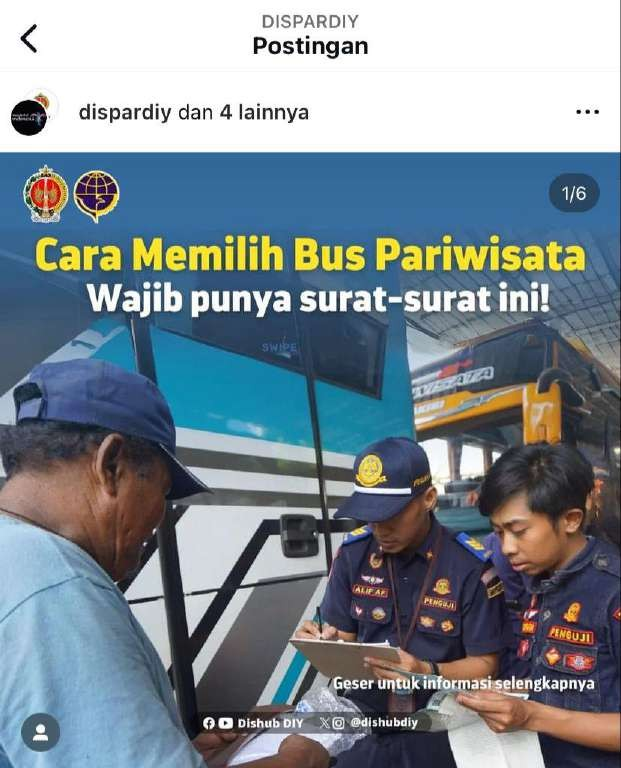 DISPARDIY
Postingan
dispardiy dan 4 lainnya
1/6
Cara Memilih Bus Pariwisata
Wajib punya surat-surat ini!
SWIPE
ALIF AF
PENGUJI
PENGUJI
Geser untuk informasi selengkapnya
Dishub DIY
@dishubdiy